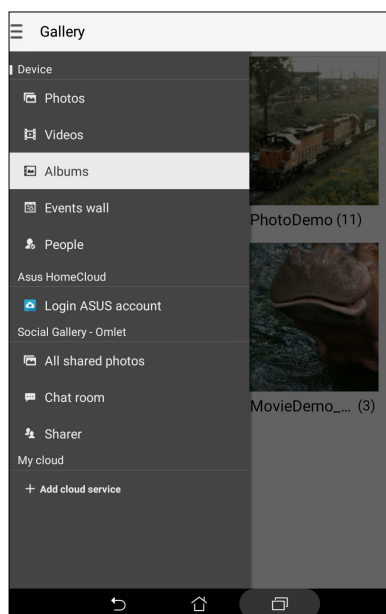 Gallery
Device
Photos
Videos
Albums
Events wall
People
Asus HomeCloud
Login ASUS account
Social Gallery - Omlet
All shared photos
Chat room
Sharer
My cloud
+ Add cloud service
PhotoDemo (11)
MovieDemo_... (3)